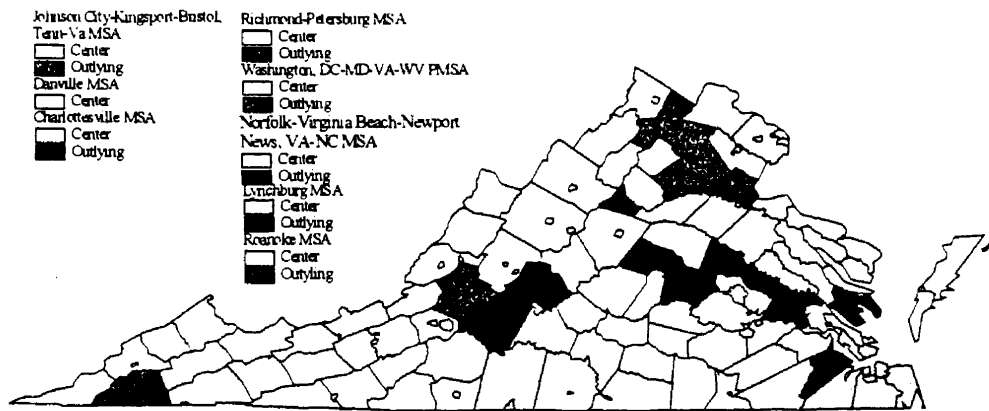 Johnson City-Kingsport-Bristol,
Tenn-Va MSA
Center
Outlying
Danville MSA
Center
Charlottesville MSA
Center
Outlying
Richmond-Petersburg MSA
Center
Outlying
Washington, DC-MD-VA-WV PMSA
Center
Outlying
Norfolk-Virginia Beach-Newport
News, VA-NC MSA
Center
Outlying
Lynchburg MSA
Center
Outlying
Roanoke MSA
Center
Outyling